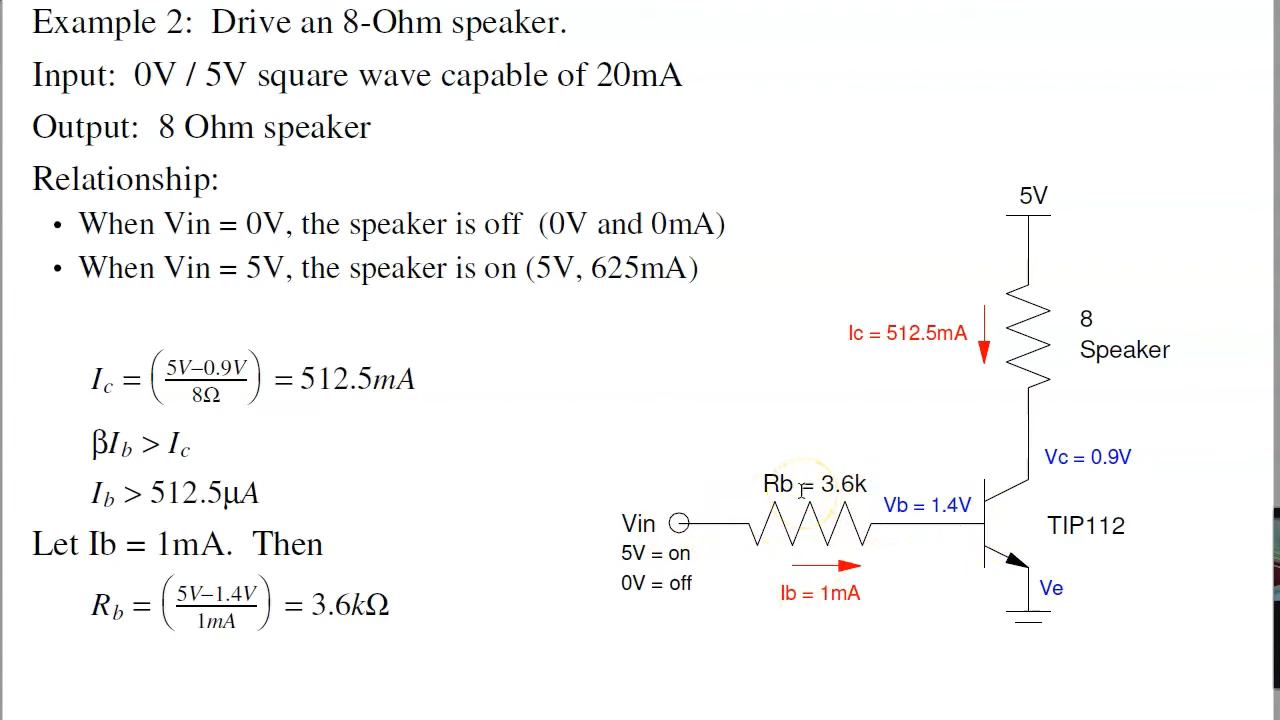 Example 2:  Drive an 8-Ohm speaker.
Input:  0V / 5V square wave capable of 20mA
Output:  8 Ohm speaker
Relationship:
• When Vin = 0V, the speaker is off  (0V and 0mA)
• When Vin = 5V, the speaker is on (5V, 625mA)
I_c = (5V–0.9V / 8Ω) = 512.5mA
βI_b > I_c
I_b > 512.5μA
Let Ib = 1mA.  Then
R_b = (5V–1.4V / 1mA) = 3.6kΩ
5V
Ic = 512.5mA
8
Speaker
Vc = 0.9V
Rb = 3.6k
Vb = 1.4V
Vin
5V = on
0V = off
Ib = 1mA
TIP112
Ve